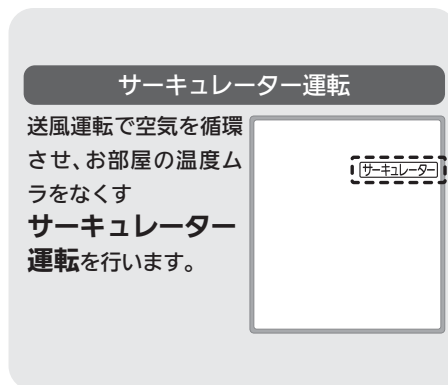 サーキュレーター運転
送風運転で空気を循環
させ、お部屋の温度ム
ラをなくす
サーキュレーター
運転を行います。
サーキュレーター